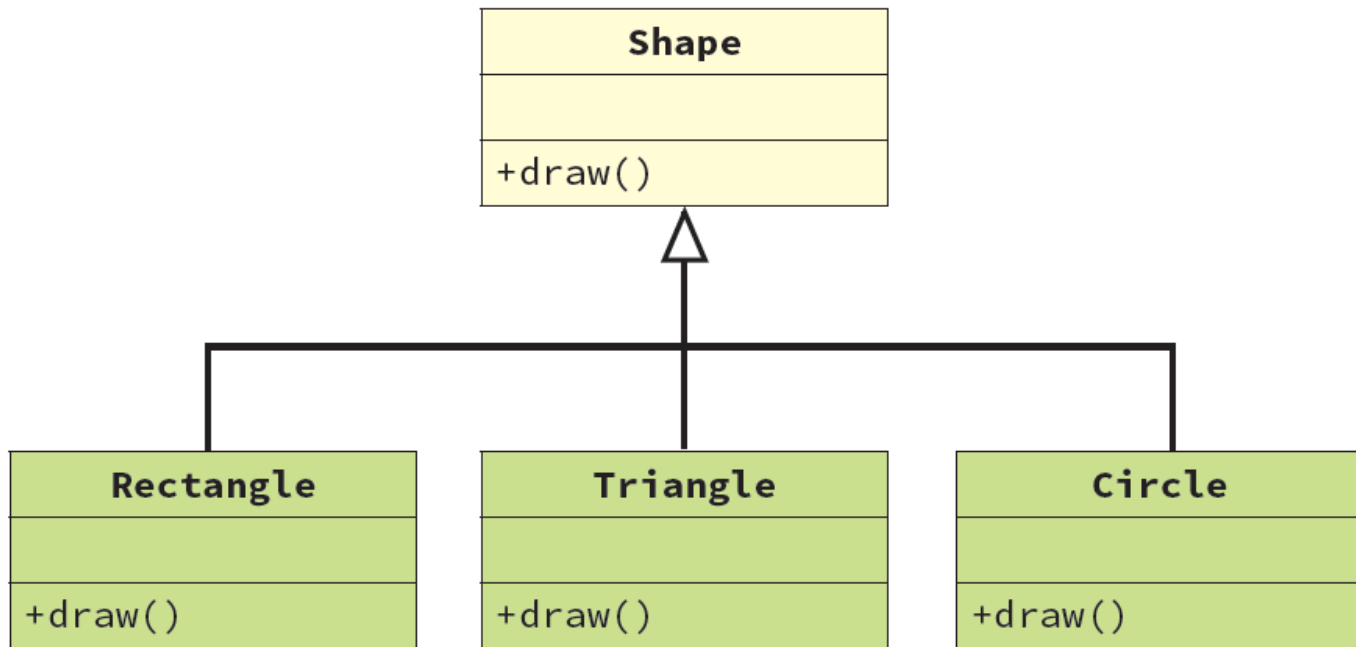 Shape
+draw()
Rectangle
Triangle
Circle
+draw()
+draw()
+draw()